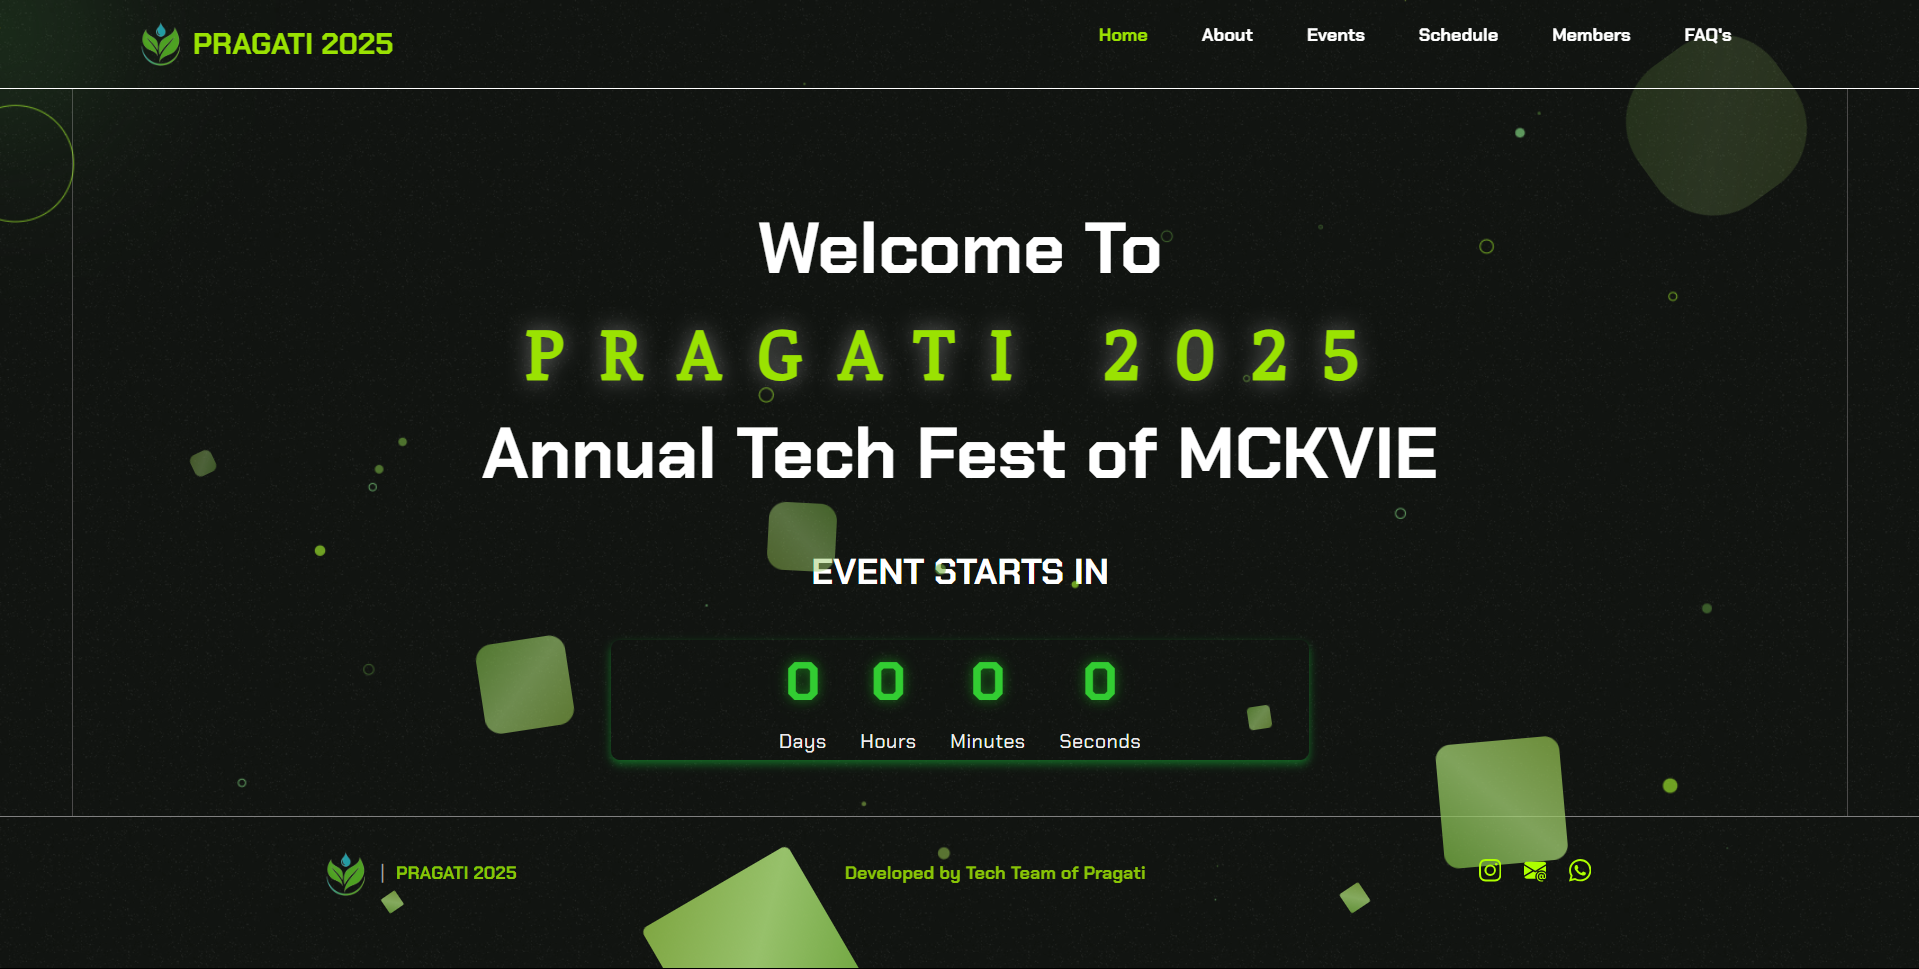 PRAGATI 2025
Home About Events Schedule Members FAQ's
Welcome To
PRAGATI 2025
Annual Tech Fest of MCKVIE
EVENT STARTS IN
0 0 0 0
Days Hours Minutes Seconds
| PRAGATI 2025
Developed by Tech Team of Pragati